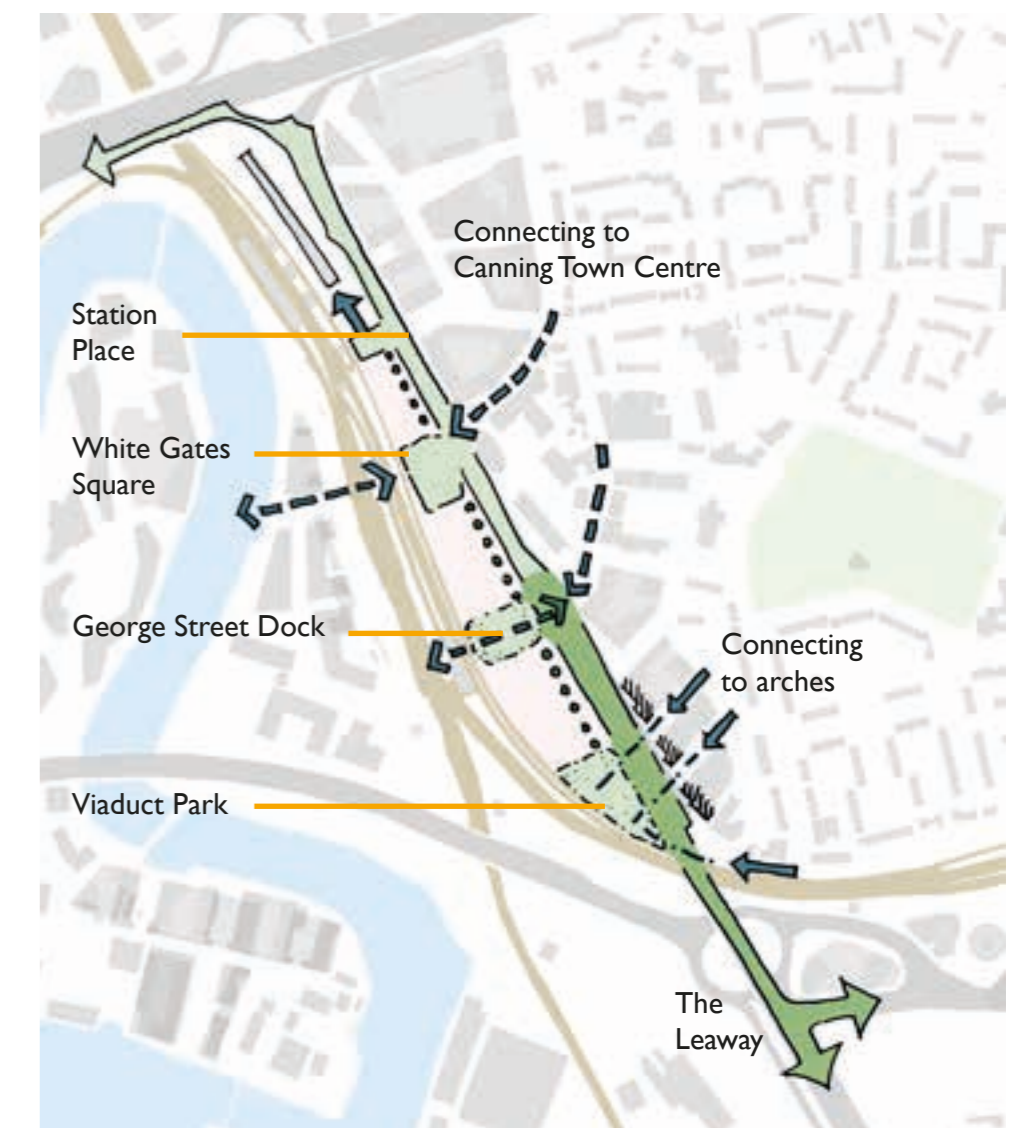 Connecting to
Canning Town Centre
Station
Place
White Gates
Square
George Street Dock
Connecting
to arches
Viaduct Park
The
Leaway